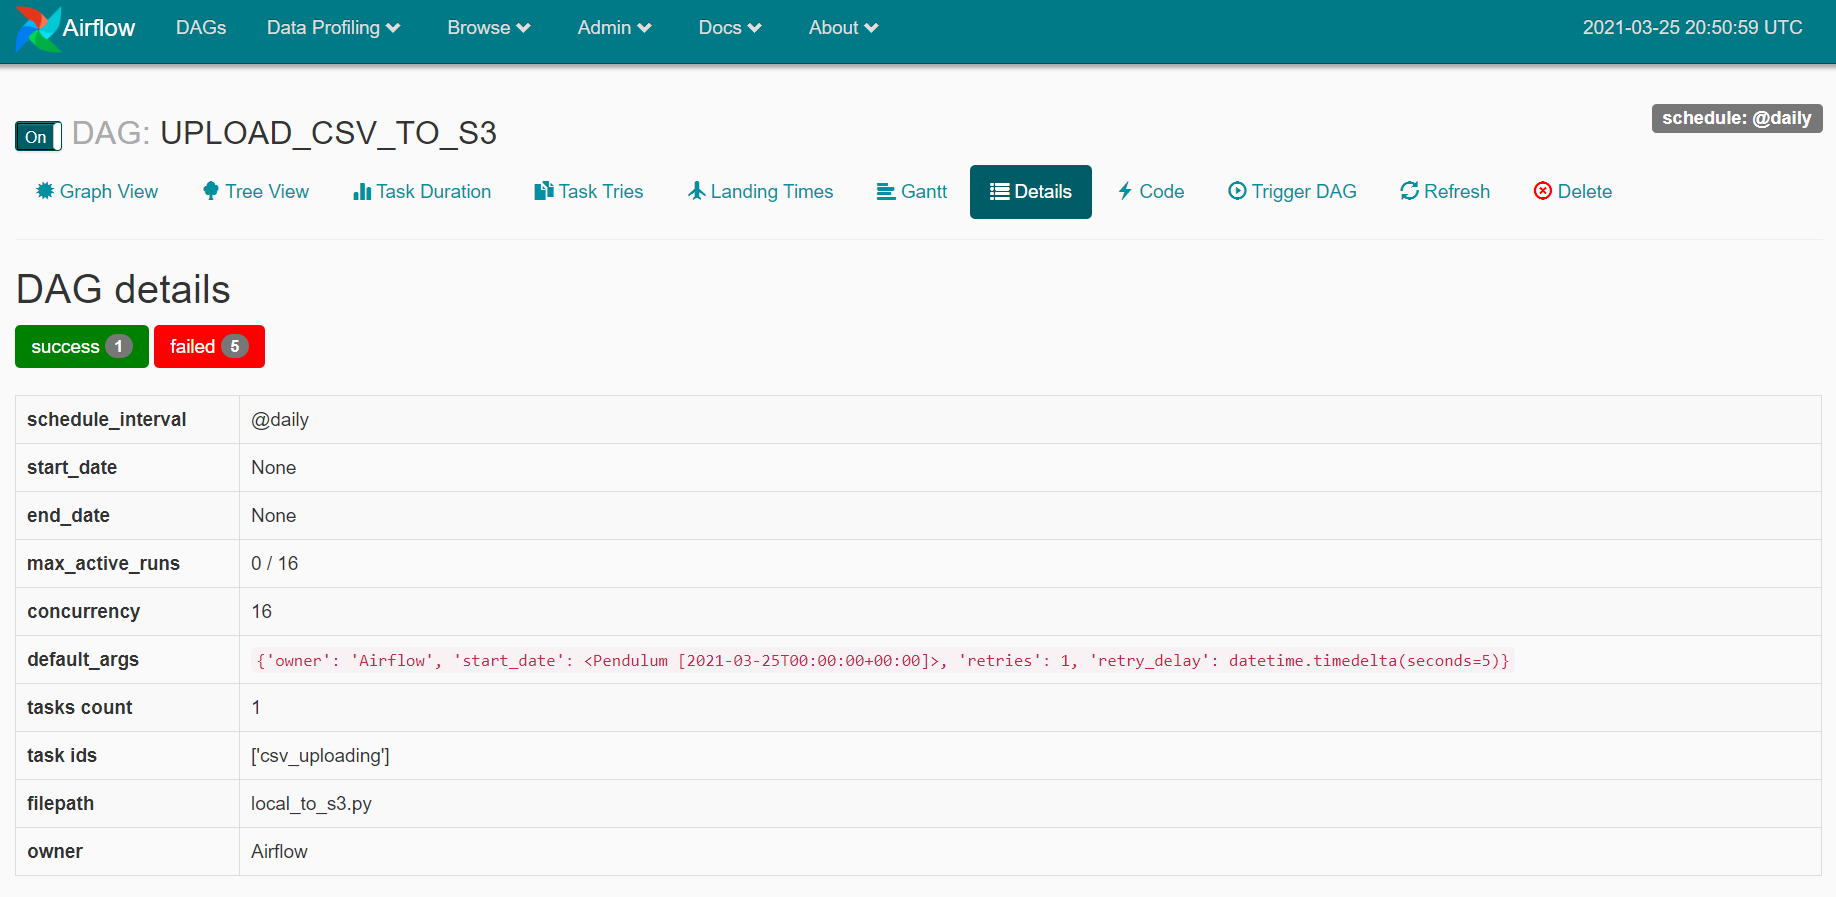 Airflow DAGs Data Profiling Browse Admin Docs About 2021-03-25 20:50:59 UTC
On DAG: UPLOAD_CSV_TO_S3 schedule: @daily
Graph View Tree View Task Duration Task Tries Landing Times Gantt Details Code Trigger DAG Refresh Delete
DAG details
success 1 failed 5
schedule_interval @daily
start_date None
end_date None
max_active_runs 0 / 16
concurrency 16
default_args {'owner': 'Airflow', 'start_date': <Pendulum [2021-03-25T00:00:00+00:00]>, 'retries': 1, 'retry_delay': datetime.timedelta(seconds=5)}
tasks count 1
task ids ['csv_uploading']
filepath local_to_s3.py
owner Airflow